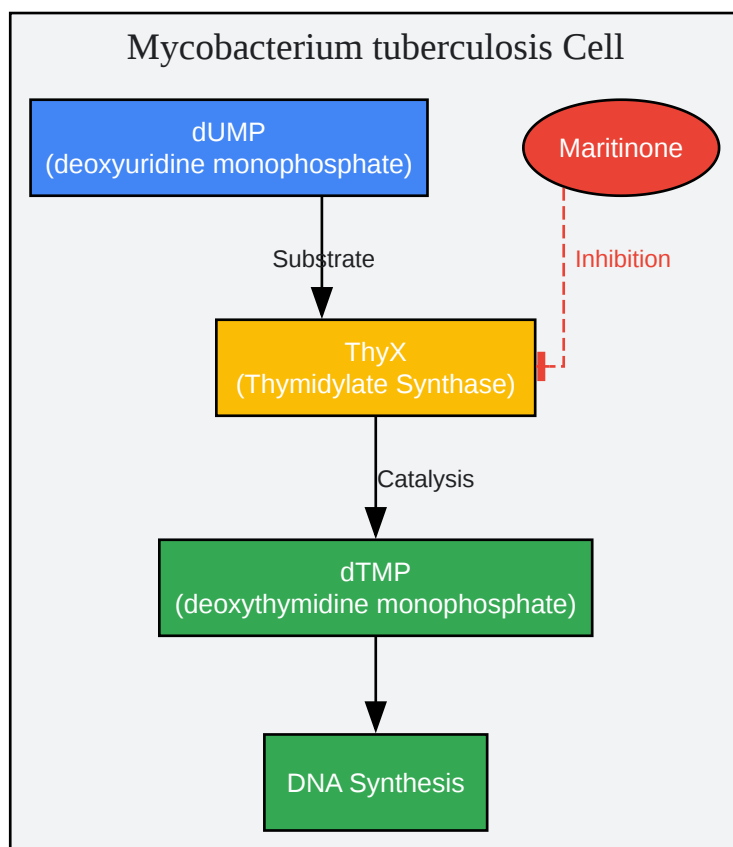 Mycobacterium tuberculosis Cell
dUMP
(deoxyuridine monophosphate)
Maritinone
Substrate
Inhibition
ThyX
(Thymidylate Synthase)
Catalysis
dTMP
(deoxythymidine monophosphate)
DNA Synthesis